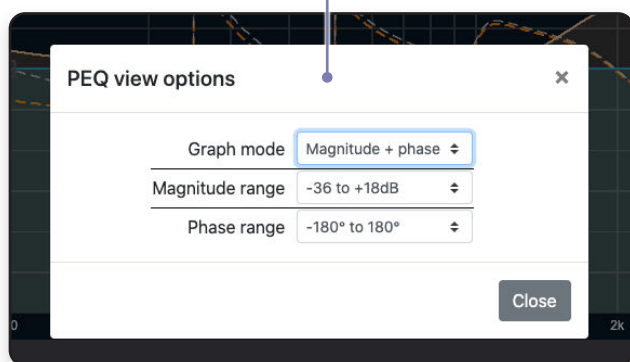 PEQ view options ×
Graph mode Magnitude + phase
Magnitude range -36 to +18dB
Phase range -180° to 180°
Close
0 2k